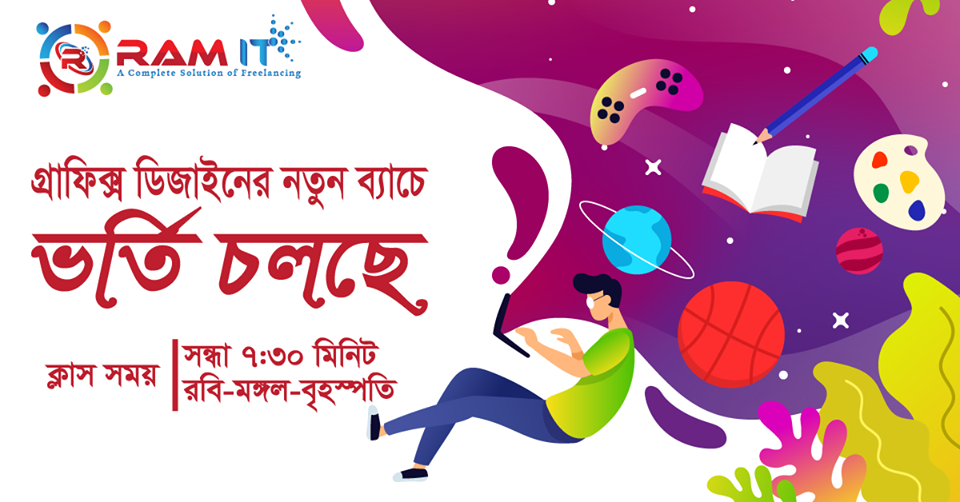 RAM IT
A Complete Solution of Freelancing
গ্রাফিক্স ডিজাইনের নতুন ব্যাচে
ভর্তি চলছে
ক্লাস সময়
সন্ধা ৭:৩০ মিনিট
রবি-মঙ্গল-বৃহস্পতি